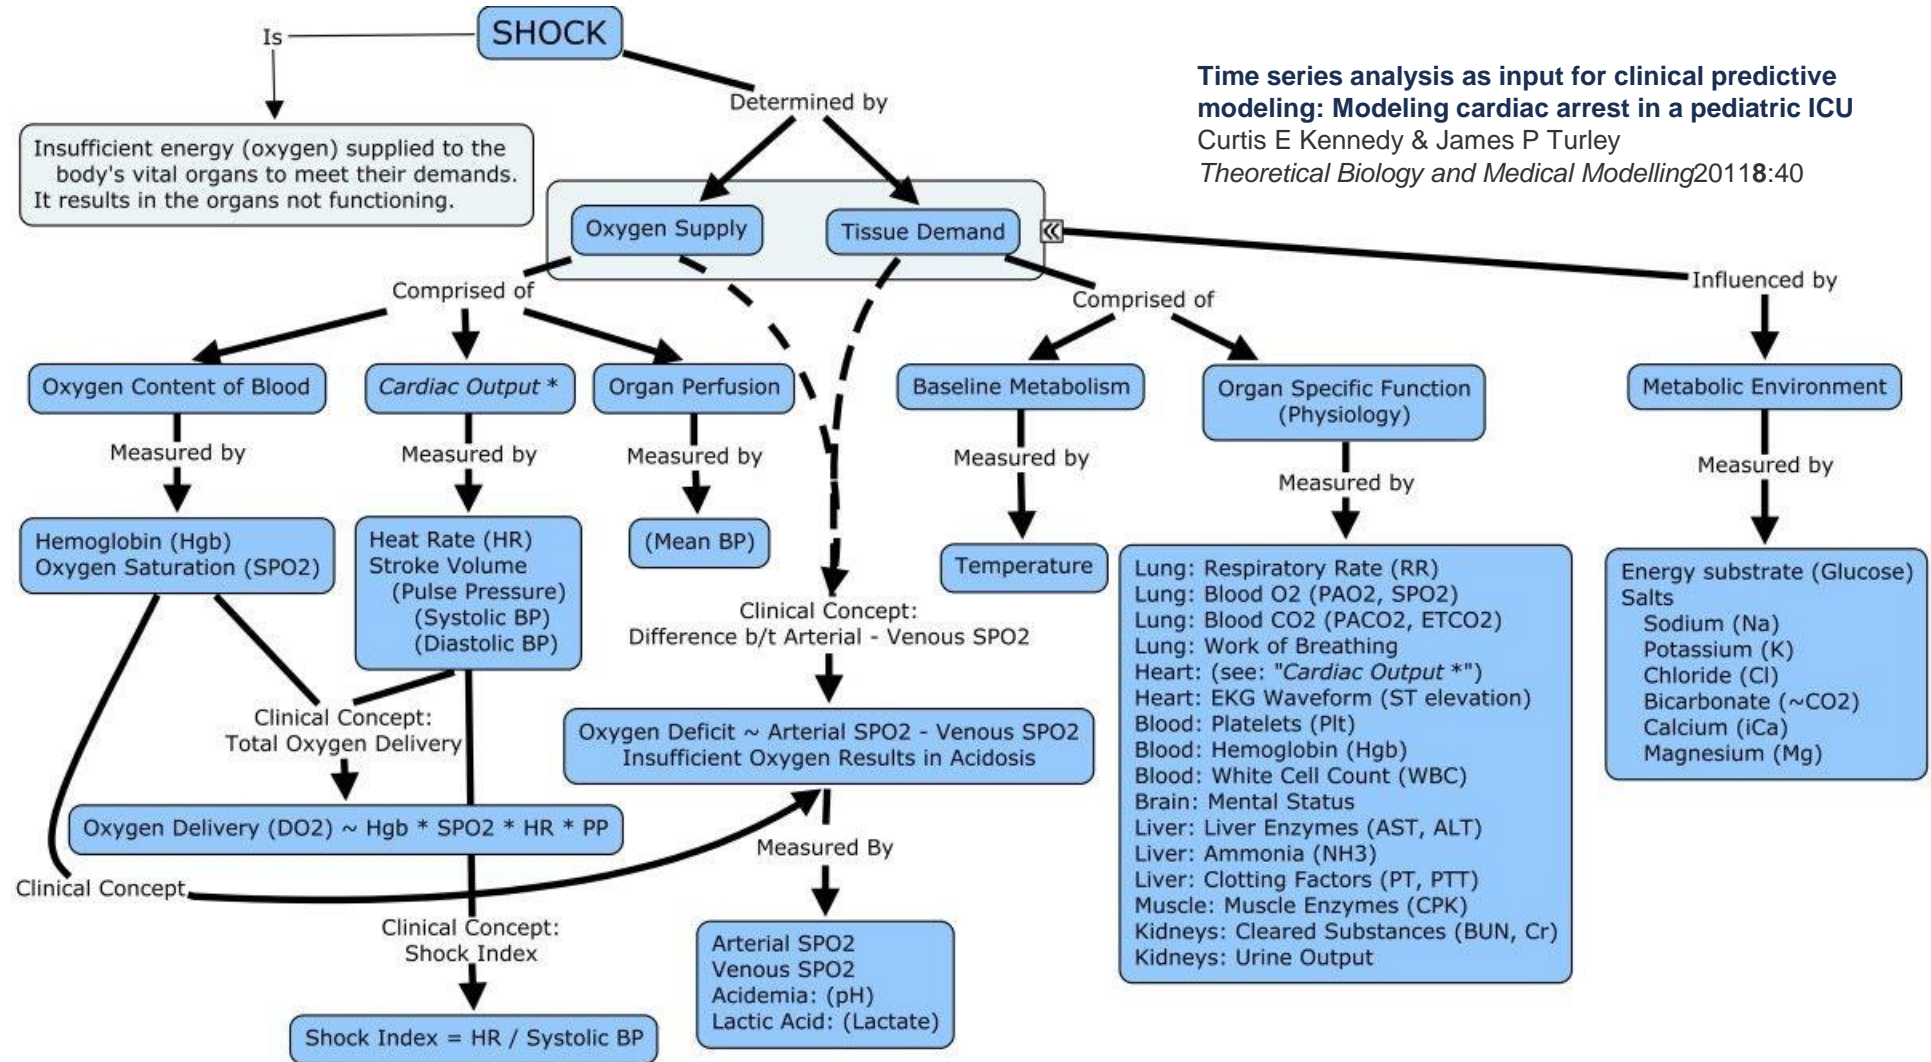 SHOCK
Is
Determined by
Time series analysis as input for clinical predictive
modeling: Modeling cardiac arrest in a pediatric ICU
Curtis E Kennedy & James P Turley
Theoretical Biology and Medical Modelling20118:40
Insufficient energy (oxygen) supplied to the
body's vital organs to meet their demands.
It results in the organs not functioning.
Oxygen Supply
Tissue Demand
Influenced by
Comprised of
Comprised of
Oxygen Content of Blood
Cardiac Output *
Organ Perfusion
Baseline Metabolism
Organ Specific Function
(Physiology)
Metabolic Environment
Measured by
Measured by
Measured by
Measured by
Measured by
Measured by
Hemoglobin (Hgb)
Oxygen Saturation (SPO2)
Heat Rate (HR)
Stroke Volume
(Pulse Pressure)
(Systolic BP)
(Diastolic BP)
(Mean BP)
Temperature
Lung: Respiratory Rate (RR)
Lung: Blood O2 (PAO2, SPO2)
Lung: Blood CO2 (PACO2, ETCO2)
Lung: Work of Breathing
Heart: (see: "Cardiac Output *")
Heart: EKG Waveform (ST elevation)
Blood: Platelets (Plt)
Blood: Hemoglobin (Hgb)
Blood: White Cell Count (WBC)
Brain: Mental Status
Liver: Liver Enzymes (AST, ALT)
Liver: Ammonia (NH3)
Liver: Clotting Factors (PT, PTT)
Muscle: Muscle Enzymes (CPK)
Kidneys: Cleared Substances (BUN, Cr)
Kidneys: Urine Output
Energy substrate (Glucose)
Salts
Sodium (Na)
Potassium (K)
Chloride (Cl)
Bicarbonate (~CO2)
Calcium (iCa)
Magnesium (Mg)
Clinical Concept:
Difference b/t Arterial - Venous SPO2
Clinical Concept:
Total Oxygen Delivery
Oxygen Deficit ~ Arterial SPO2 - Venous SPO2
Insufficient Oxygen Results in Acidosis
Oxygen Delivery (DO2) ~ Hgb * SPO2 * HR * PP
Measured By
Clinical Concept
Clinical Concept:
Shock Index
Arterial SPO2
Venous SPO2
Acidemia: (pH)
Lactic Acid: (Lactate)
Shock Index = HR / Systolic BP